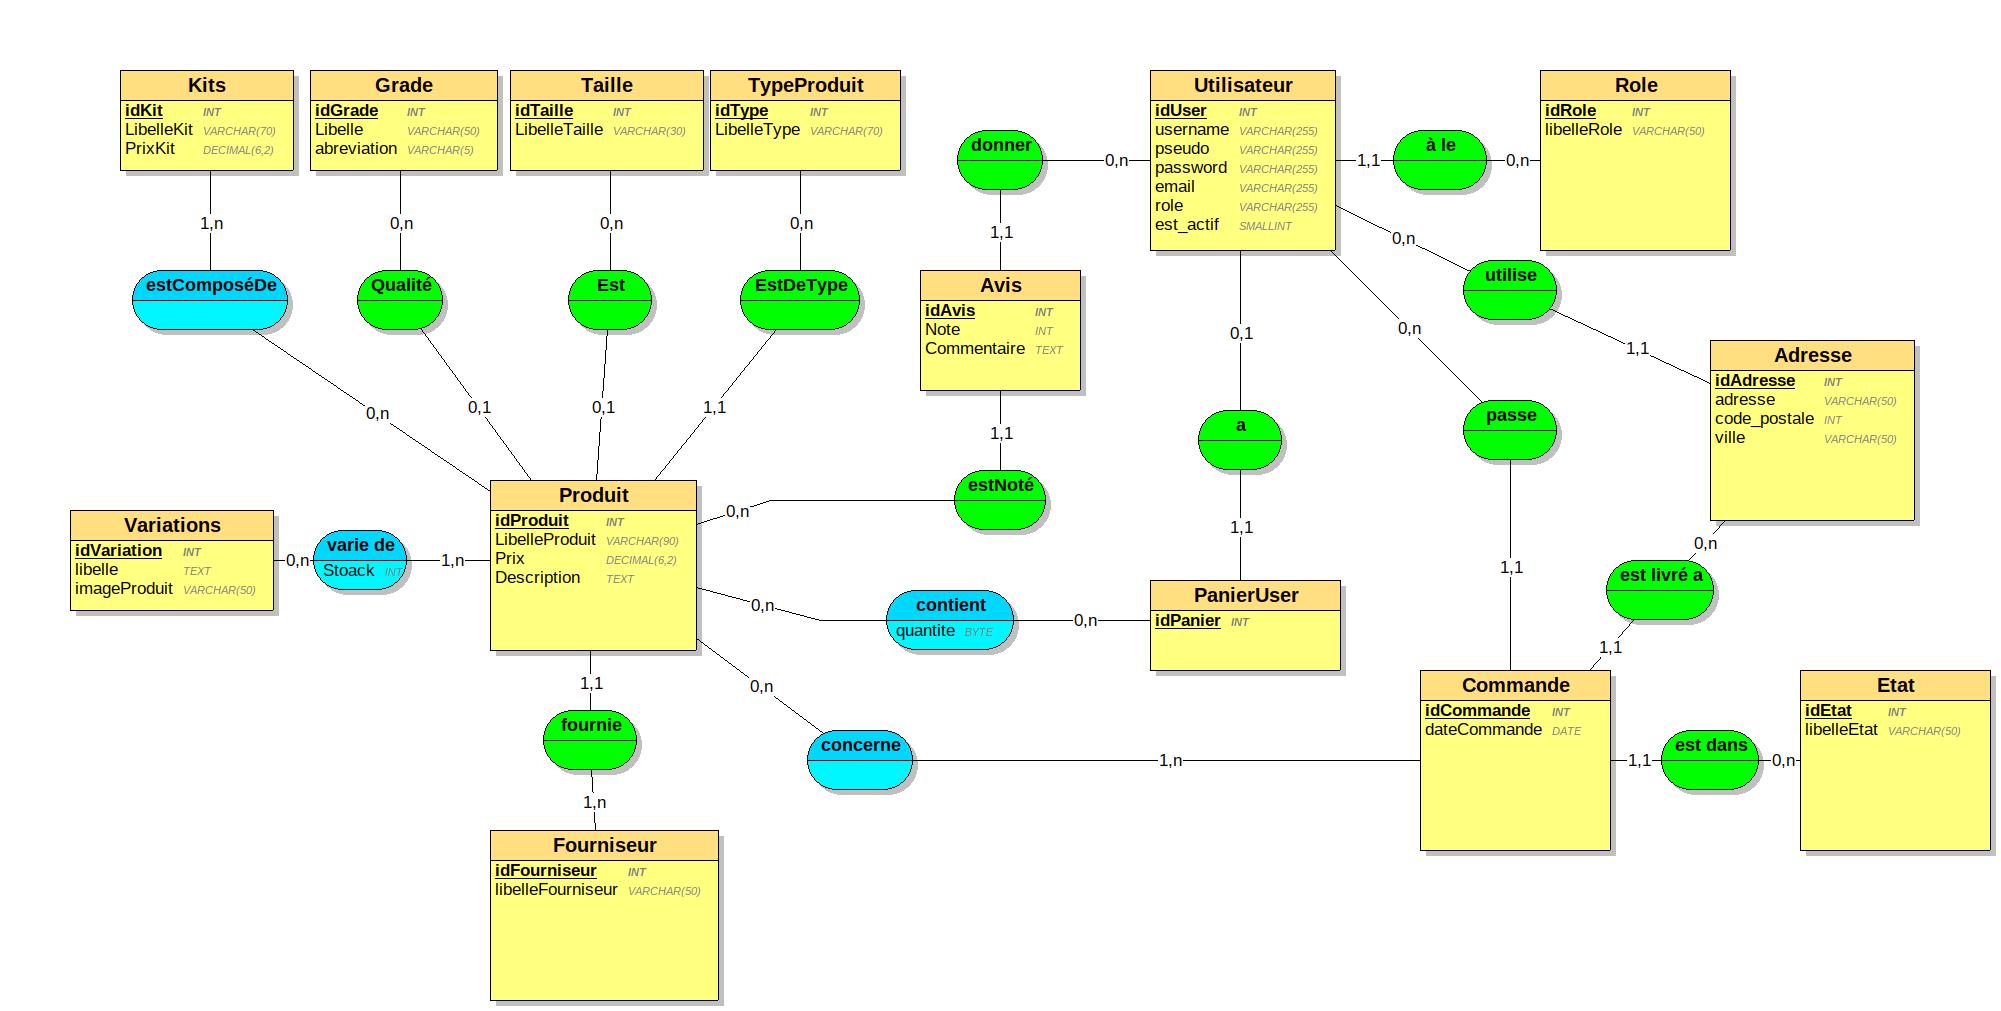 Kits
idKit INT
LibelleKit VARCHAR(70)
PrixKit DECIMAL(6,2)
Grade
idGrade INT
Libelle VARCHAR(50)
abreviation VARCHAR(5)
Taille
idTaille INT
LibelleTaille VARCHAR(30)
TypeProduit
idType INT
LibelleType VARCHAR(70)
Utilisateur
idUser INT
username VARCHAR(255)
pseudo VARCHAR(255)
password VARCHAR(255)
email VARCHAR(255)
role VARCHAR(255)
est_actif SMALLINT
Role
idRole INT
libelleRole VARCHAR(50)
donner
0,n
1,1
à le
0,n
1,n
0,n
0,n
0,n
1,1
0,n
estComposéDe
Qualité
Est
EstDeType
Avis
idAvis INT
Note INT
Commentaire TEXT
utilise
0,1
0,n
1,1
Adresse
idAdresse INT
adresse VARCHAR(50)
code_postale INT
ville VARCHAR(50)
0,n
0,1
0,1
1,1
1,1
a
passe
Produit
idProduit INT
LibelleProduit VARCHAR(90)
Prix DECIMAL(6,2)
Description TEXT
estNoté
0,n
Variations
idVariation INT
libelle TEXT
imageProduit VARCHAR(50)
0,n
varie de
Stoack INT
1,n
1,1
1,1
0,n
est livré a
1,1
0,n
contient
quantite BYTE
0,n
PanierUser
idPanier INT
1,1
fournie
1,n
0,n
concerne
1,n
Commande
idCommande INT
dateCommande DATE
1,1
est dans
0,n
Etat
idEtat INT
libelleEtat VARCHAR(50)
Fourniseur
idFourniseur INT
libelleFourniseur VARCHAR(50)